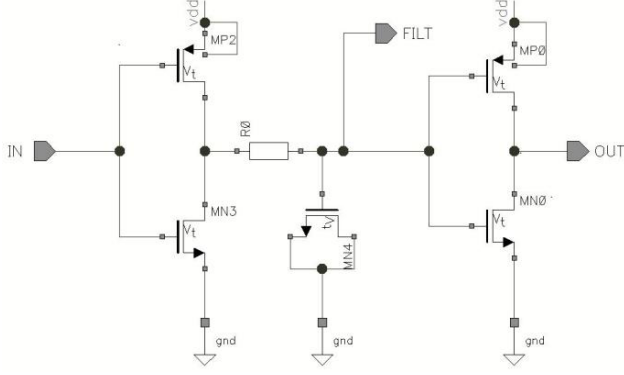 vdd
vdd
MP2
FILT
MP0
Vt
Vt
R0
IN
OUT
MN3
MN0
Vt
Vt
Vt
MN4
gnd
gnd
gnd